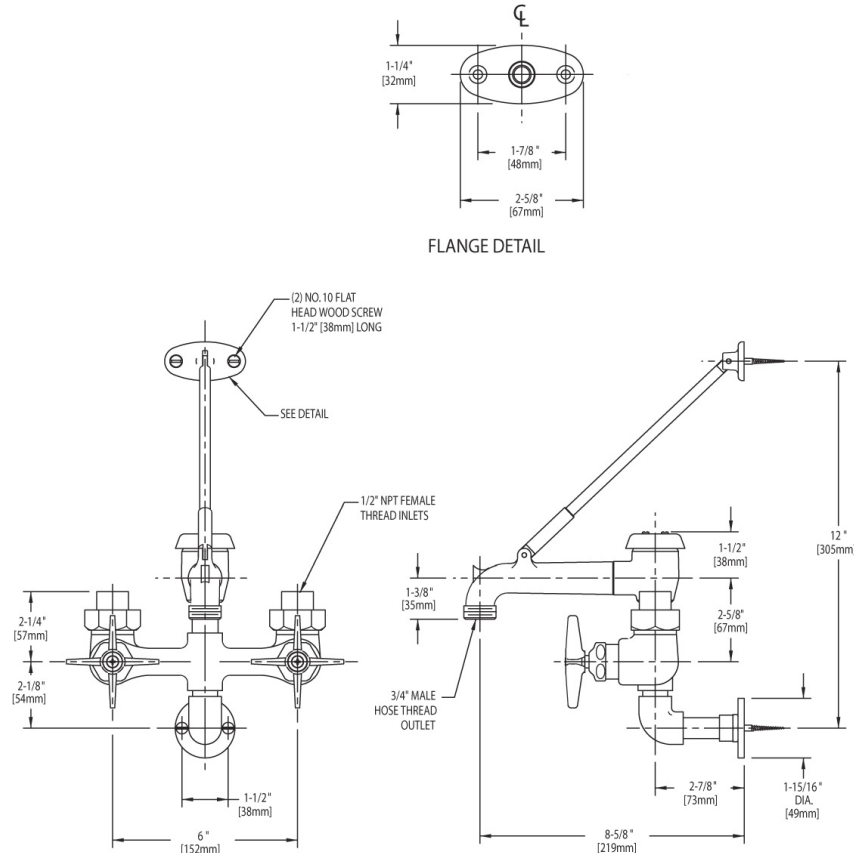 ℄
1-1/4"
[32mm]
1-7/8 "
[48mm]
2-5/8"
[67mm]
FLANGE DETAIL
(2) NO. 10 FLAT
HEAD WOOD SCREW
1-1/2" [38mm] LONG
SEE DETAIL
1/2" NPT FEMALE
THREAD INLETS
2-1/4"
[57mm]
2-1/8"
[54mm]
1-1/2"
[38mm]
6 "
[152mm]
12 "
[305mm]
1-1/2"
[38mm]
1-3/8"
[35mm]
2-5/8"
[67mm]
3/4" MALE
HOSE THREAD
OUTLET
2-7/8"
[73mm]
1-15/16 "
DIA.
[49mm]
8-5/8"
[219mm]